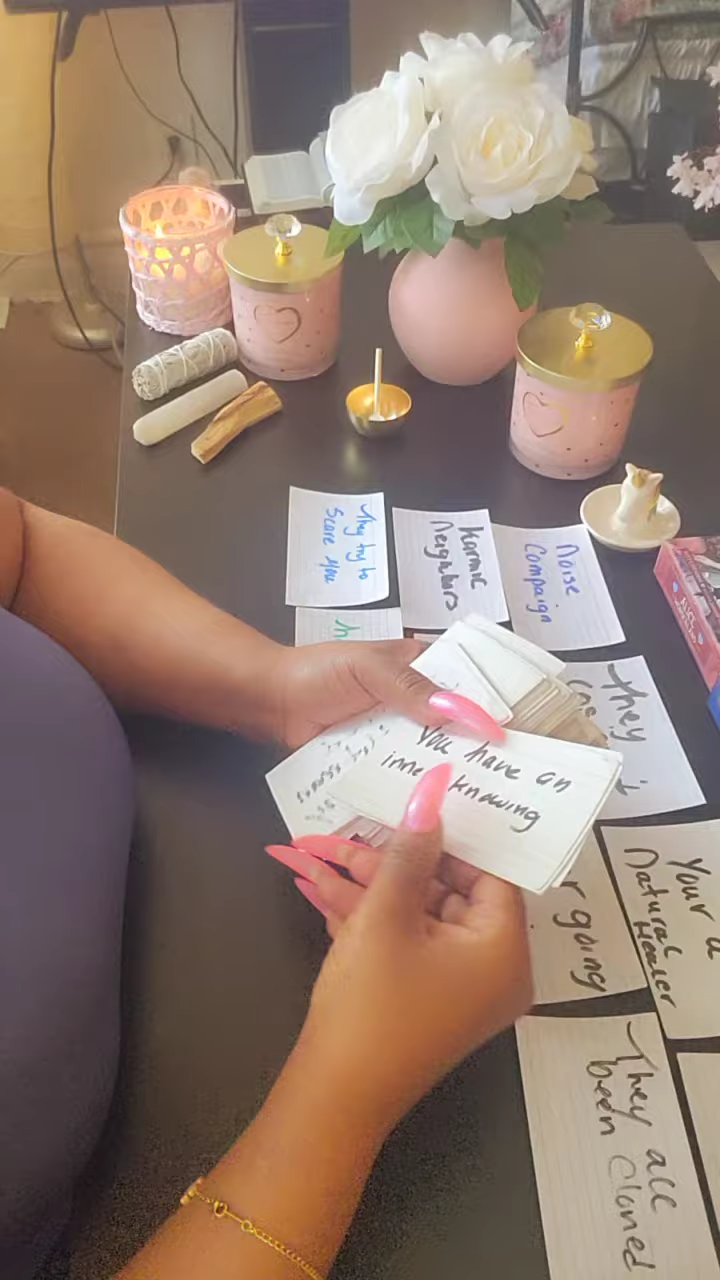 They try to
Scare you
Karmic
Neighbors
Noise
Campaign
h
They
You have an
inne knowing
r going
Your a
Natural
Healer
They all
been Cloned